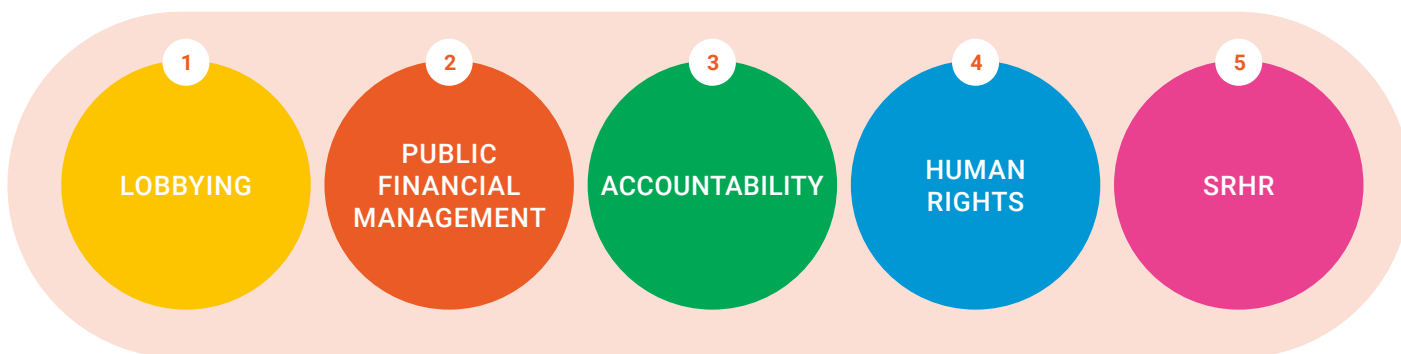 1
LOBBYING
2
PUBLIC
FINANCIAL
MANAGEMENT
3
ACCOUNTABILITY
4
HUMAN
RIGHTS
5
SRHR